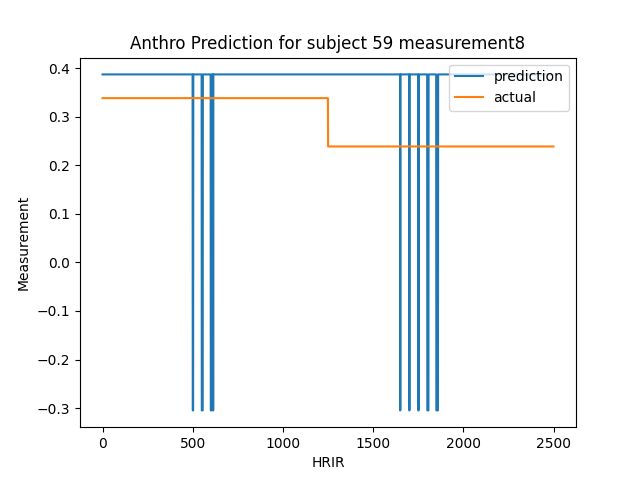 Anthro Prediction for subject 59 measurement8
prediction
actual
Measurement
0.4
0.3
0.2
0.1
0.0
−0.1
−0.2
−0.3
0 500 1000 1500 2000 2500
HRIR